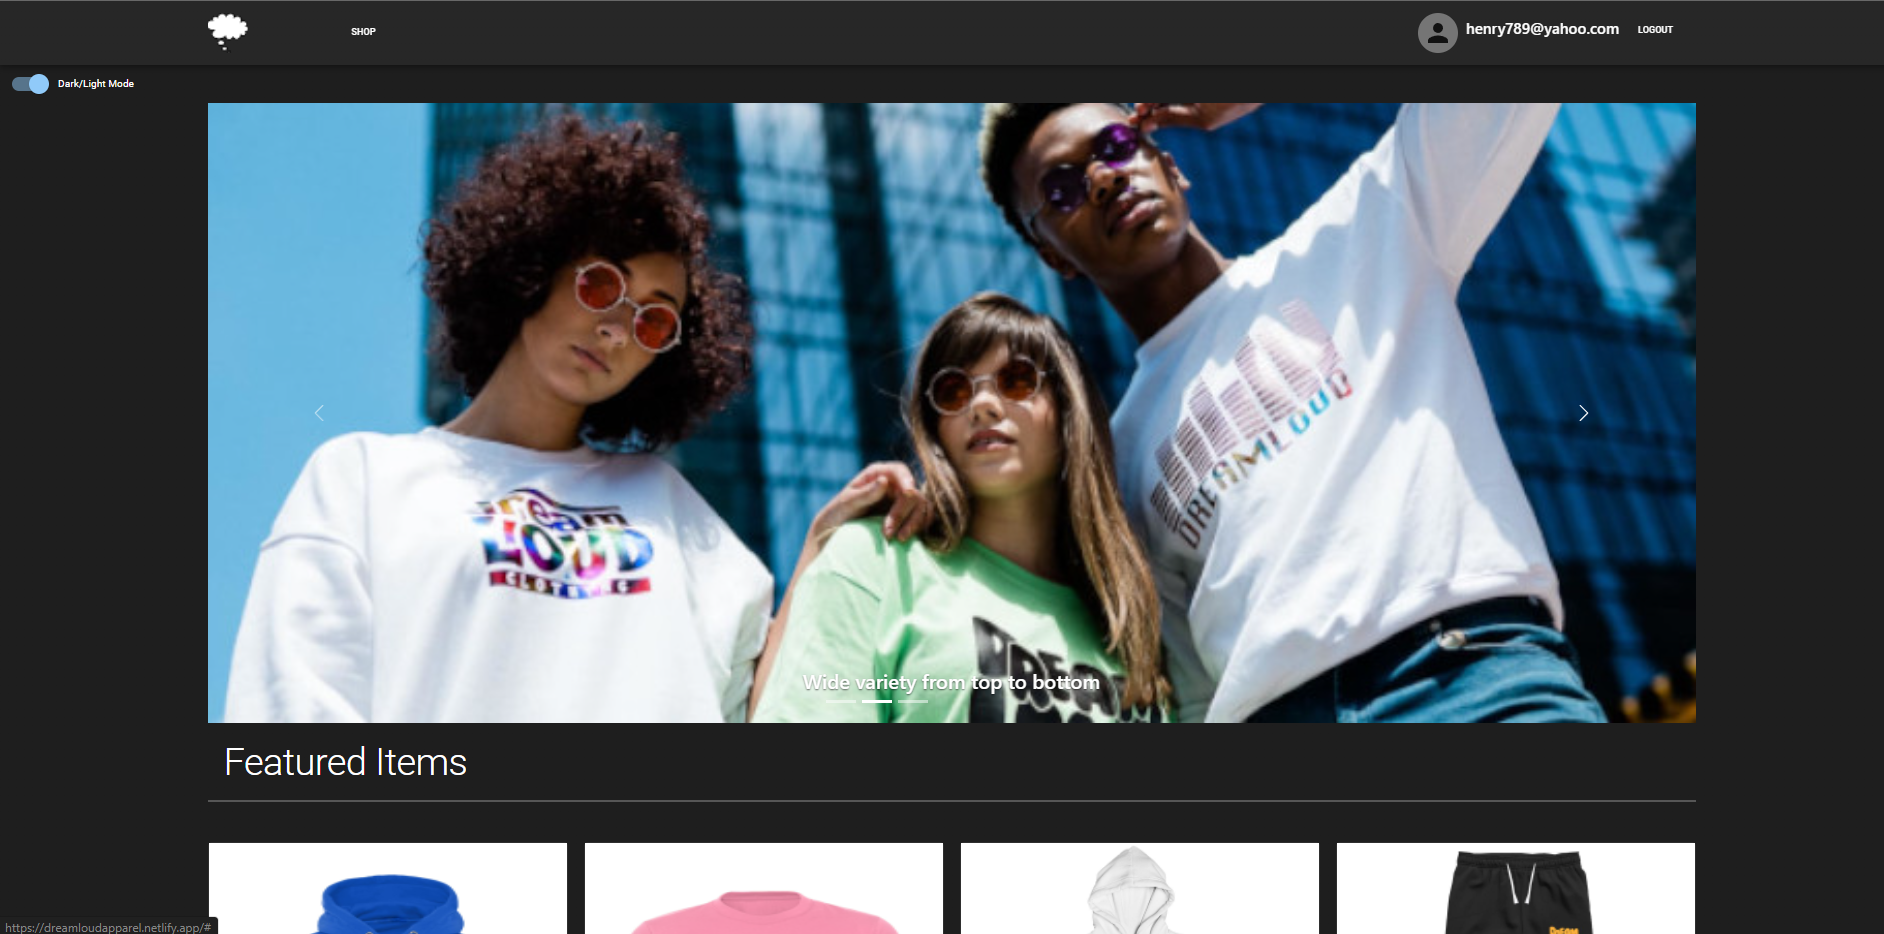 SHOP
henry789@yahoo.com
LOGOUT
Dark/Light Mode
LOUD
DREAMLOUD
DREAM
Wide variety from top to bottom
Featured Items
DREAM
https://dreamloudapparel.netlify.app/#